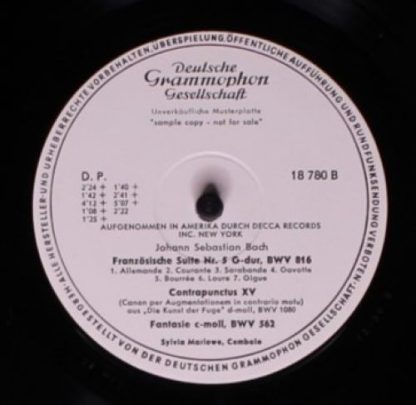 ALLE HERSTELLER- UND URHEBERRECHTE VORBEHALTEN. ÜBERSPIELUNG, ÖFFENTLICHE AUFFÜHRUNG UND RUNDFUNKSENDUNG VERBOTEN.
Deutsche
Grammophon
Gesellschaft
Unverkäufliche Musterplatte
"sample copy - not for sale"
D. P. 18 780 B
2'24 + 1'40 +
1'42 + 2'41 +
4'12 + 5'07 +
1'08 + 2'22
1'25 +
AUFGENOMMEN IN AMERIKA DURCH DECCA RECORDS
INC. NEW YORK
Johann Sebastian Bach
Französische Suite Nr. 5 G-dur, BWV 816
1. Allemande 2. Courante 3. Sarabande 4. Gavotte
5. Bourrée 6. Loure 7. Gigue
Contrapunctus XV
(Canon per Augmentationem in contrario motu)
aus „Die Kunst der Fuge" d-moll, BWV 1080
Fantasie c-moll, BWV 562
Sylvia Marlowe, Cembalo
HERGESTELLT VON DER DEUTSCHEN GRAMMOPHON GESELLSCHAFT